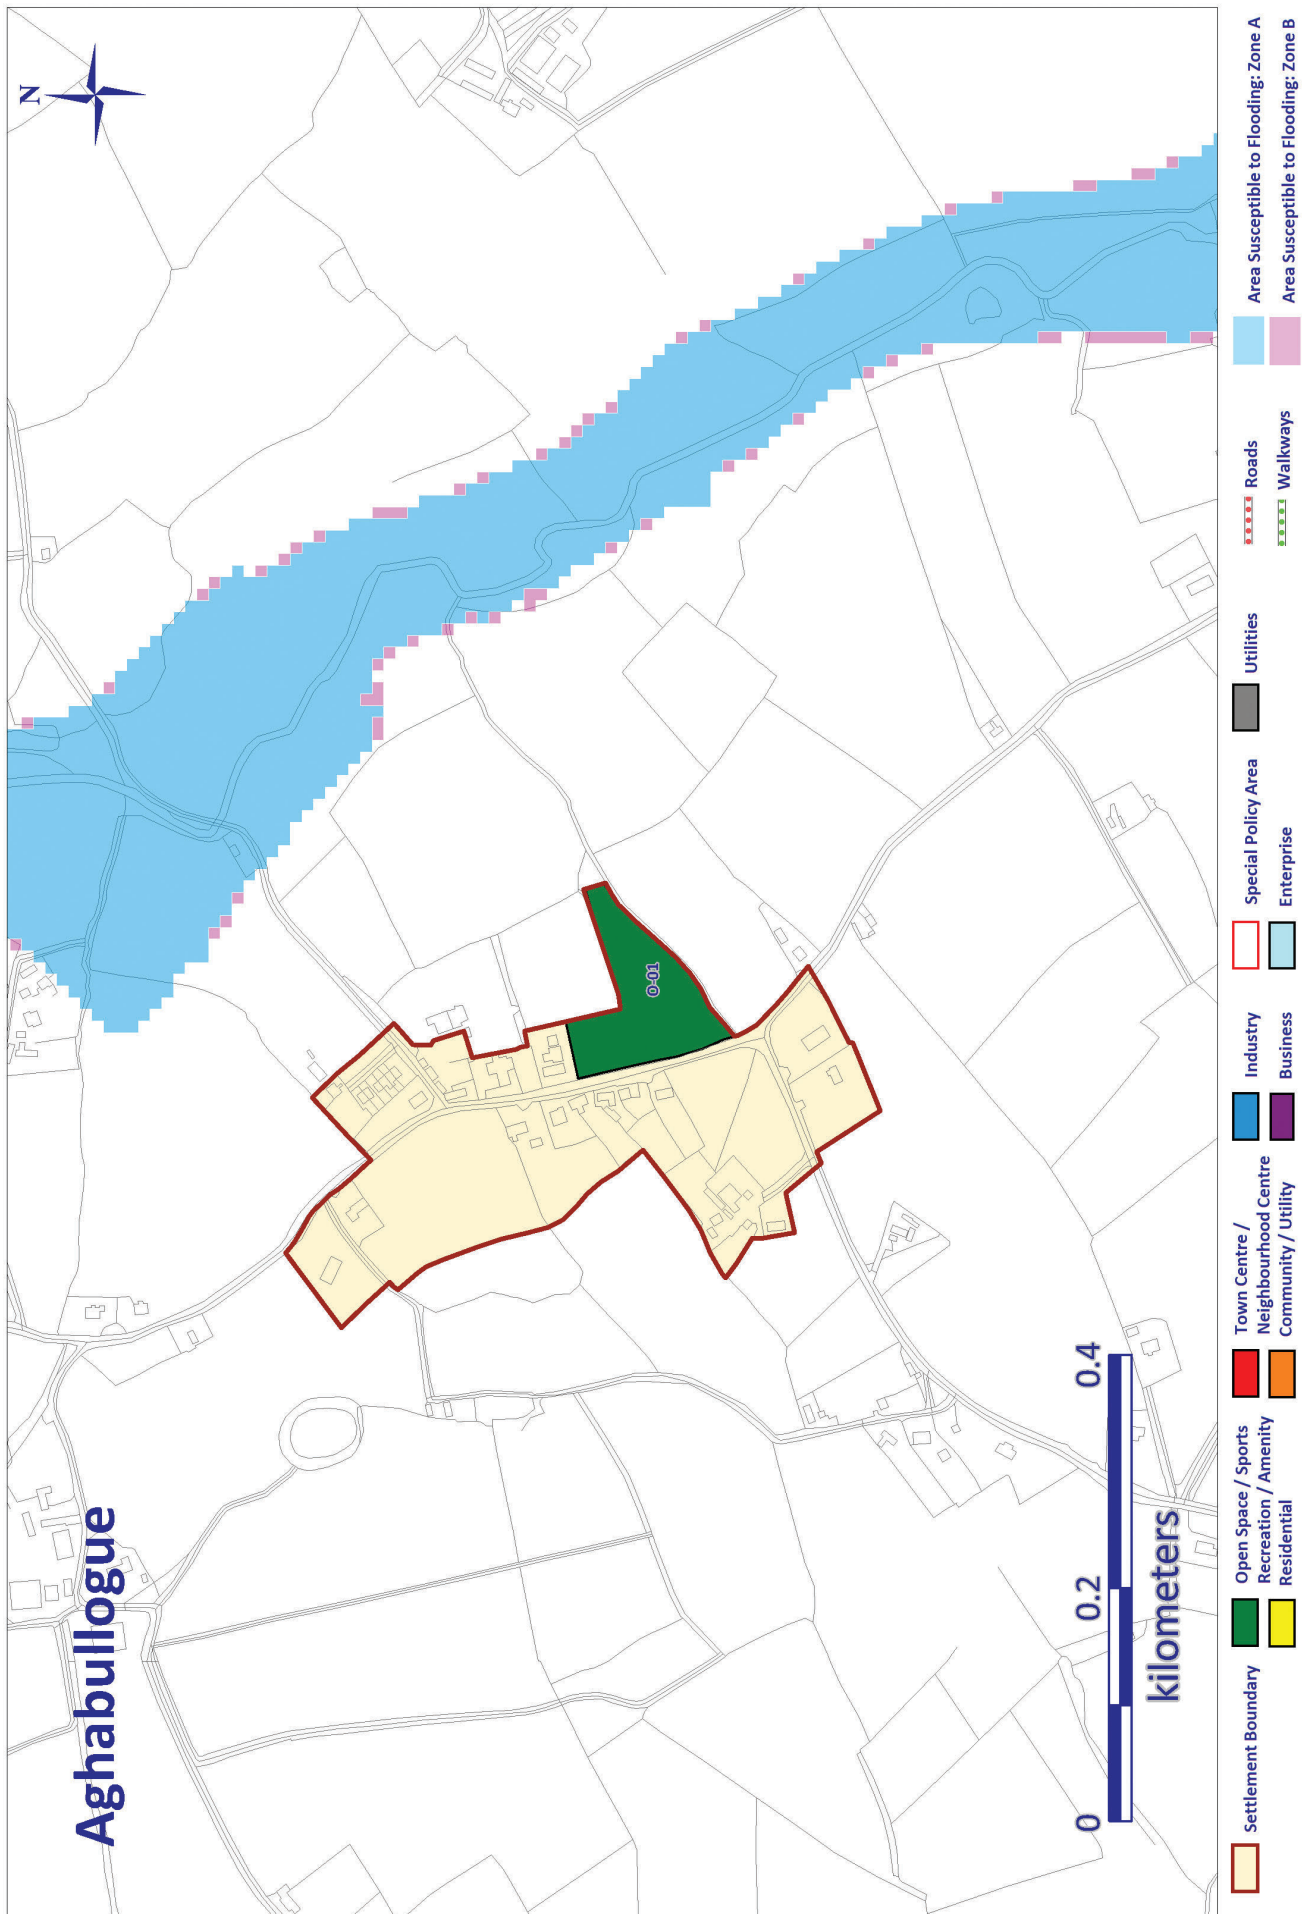 Aghabullogue
N
O-01
0 0.2 0.4
kilometers
Settlement Boundary
Open Space / Sports
Recreation / Amenity
Residential
Town Centre /
Neighbourhood Centre
Community / Utility
Industry
Business
Special Policy Area
Enterprise
Utilities
Roads
Walkways
Area Susceptible to Flooding: Zone A
Area Susceptible to Flooding: Zone B